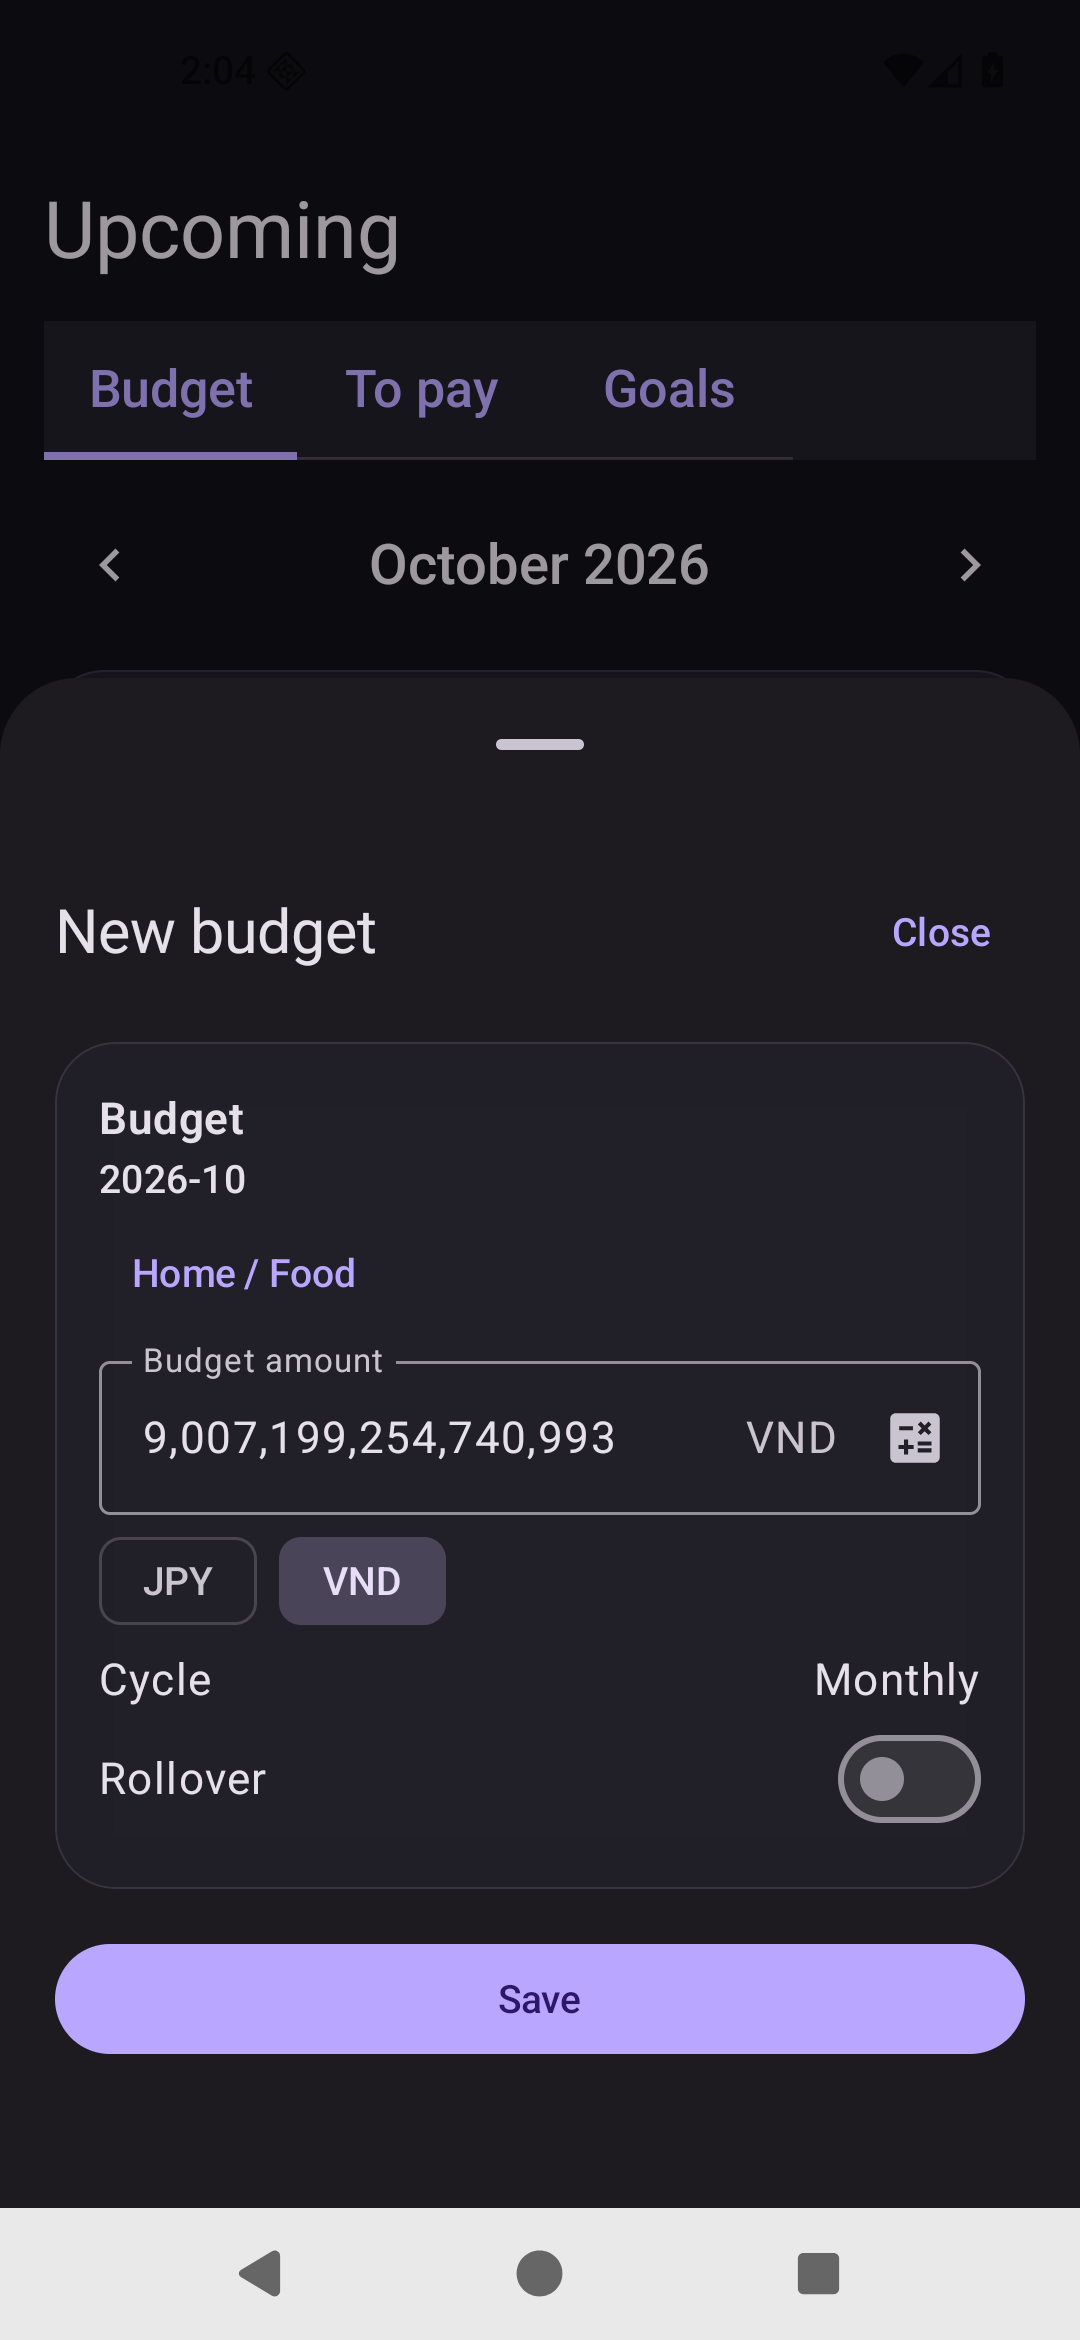 2:04
Upcoming
Budget To pay Goals
October 2026
New budget Close
Budget
2026-10
Home / Food
Budget amount
9,007,199,254,740,993 VND
JPY VND
Cycle Monthly
Rollover
Save